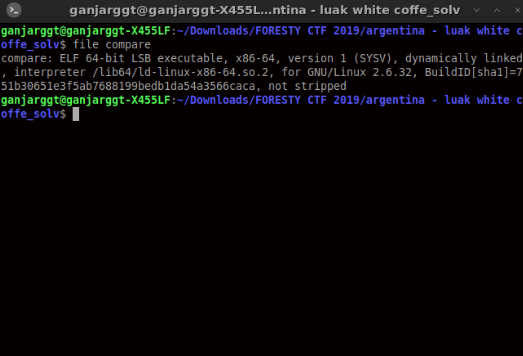 ganjarggt@ganjarggt-X455L...ntina - luak white coffe_solv
ganjarggt@ganjarggt-X455LF:~/Downloads/FORESTY CTF 2019/argentina - luak white c
offe_solv$ file compare
compare: ELF 64-bit LSB executable, x86-64, version 1 (SYSV), dynamically linked
, interpreter /lib64/ld-linux-x86-64.so.2, for GNU/Linux 2.6.32, BuildID[sha1]=7
51b30651e3f5ab7688199bedb1da54a3566caca, not stripped
ganjarggt@ganjarggt-X455LF:~/Downloads/FORESTY CTF 2019/argentina - luak white c
offe_solv$